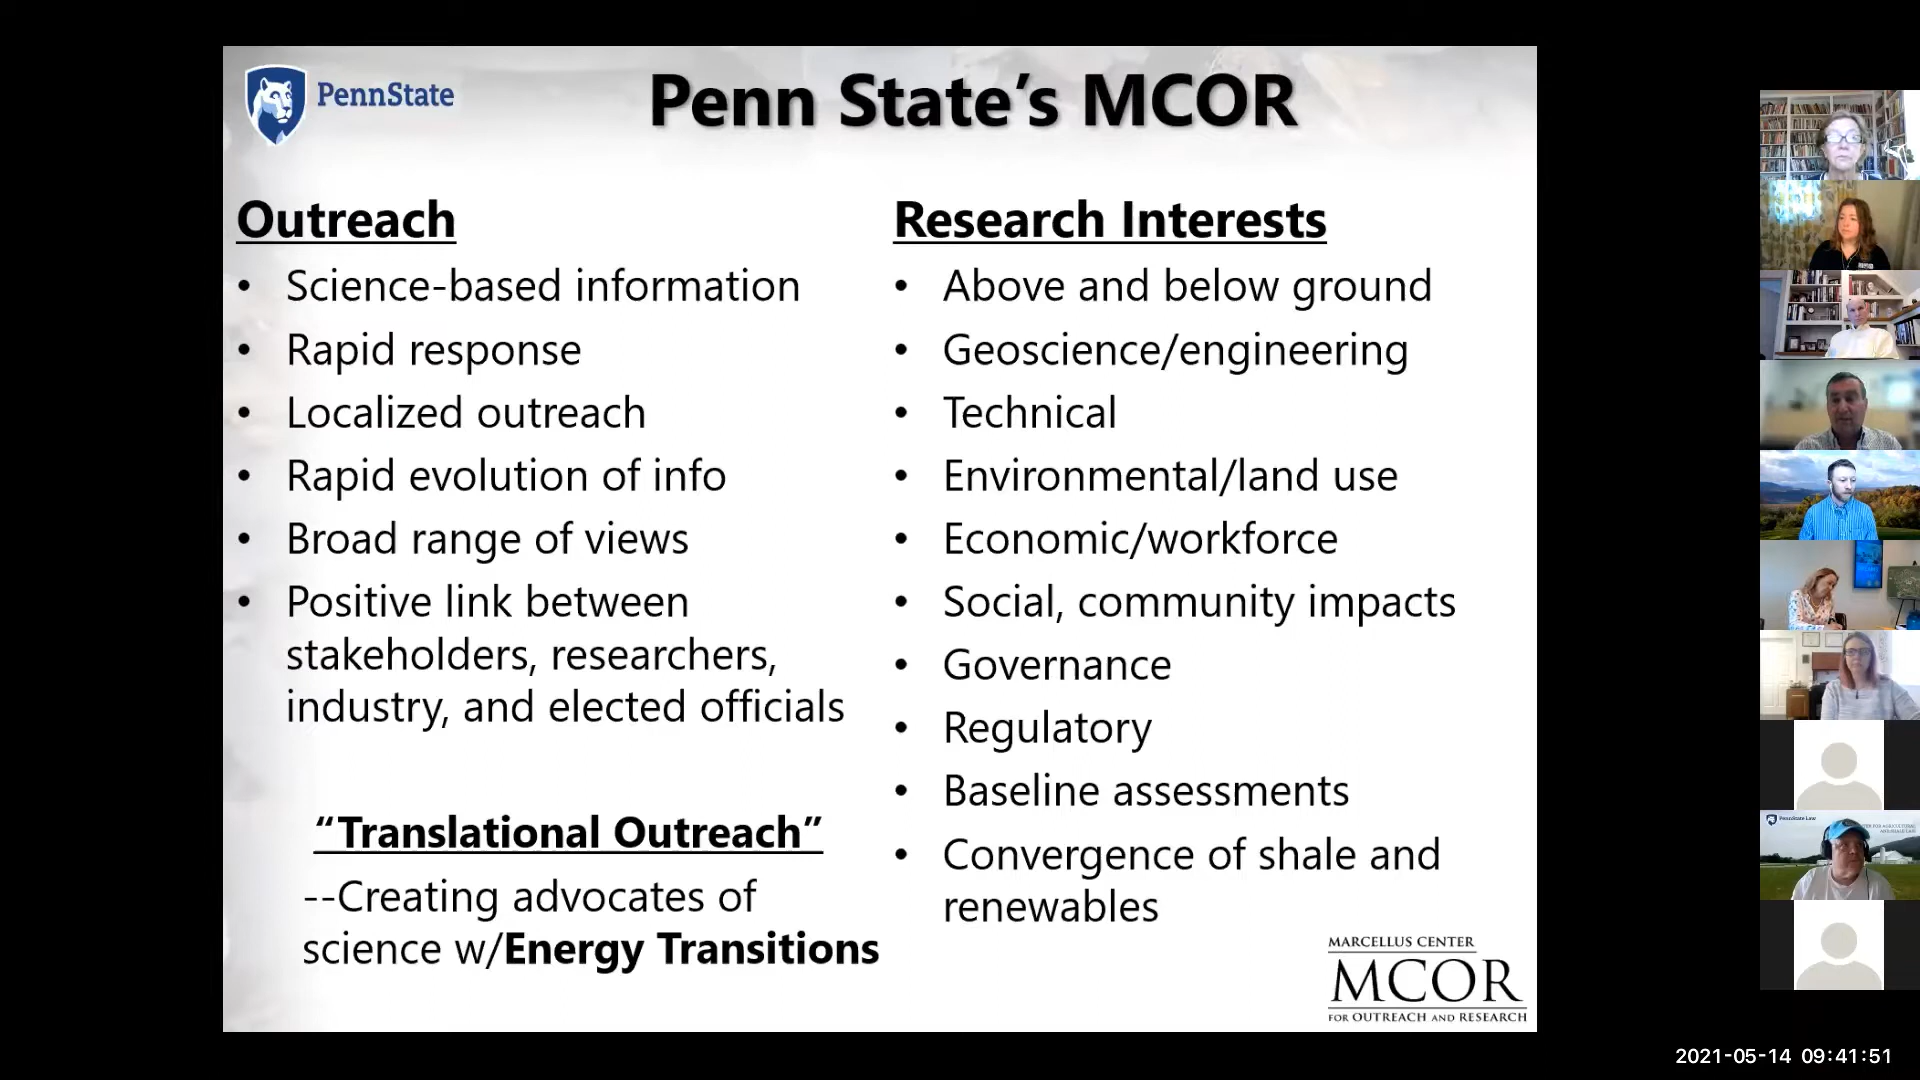 PennState
Penn State’s MCOR
Outreach
• Science-based information
• Rapid response
• Localized outreach
• Rapid evolution of info
• Broad range of views
• Positive link between
stakeholders, researchers,
industry, and elected officials
“Translational Outreach”
--Creating advocates of
science w/Energy Transitions
Research Interests
• Above and below ground
• Geoscience/engineering
• Technical
• Environmental/land use
• Economic/workforce
• Social, community impacts
• Governance
• Regulatory
• Baseline assessments
• Convergence of shale and
renewables
MARCELLUS CENTER
MCOR
FOR OUTREACH AND RESEARCH
PennState Law
2021-05-14 09:41:51